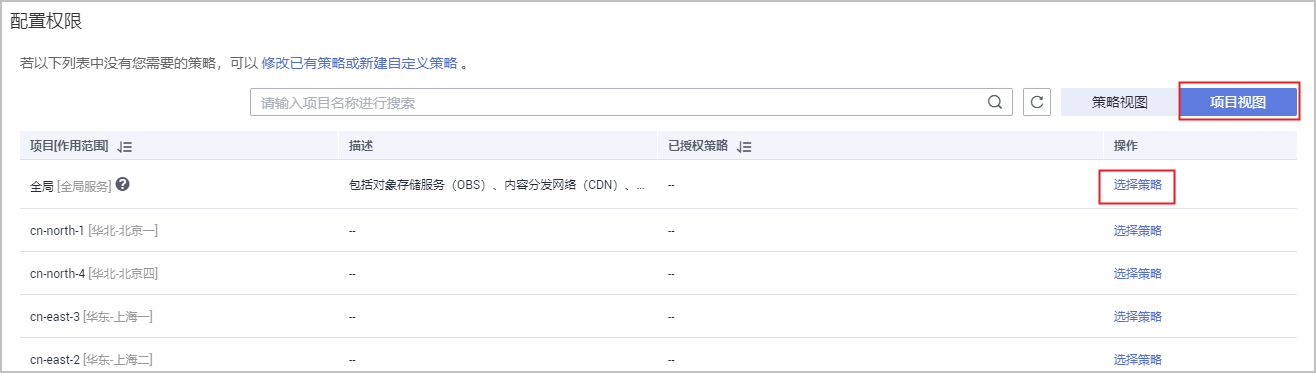 配置权限
若以下列表中没有您需要的策略，可以 修改已有策略或新建自定义策略 。
请输入项目名称进行搜索 策略视图 项目视图
项目[作用范围] 描述 已授权策略 操作
全局 [全局服务] ? 包括对象存储服务（OBS）、内容分发网络（CDN）、... -- 选择策略
cn-north-1 [华北-北京一] -- -- 选择策略
cn-north-4 [华北-北京四] -- -- 选择策略
cn-east-3 [华东-上海一] -- -- 选择策略
cn-east-2 [华东-上海二] -- -- 选择策略